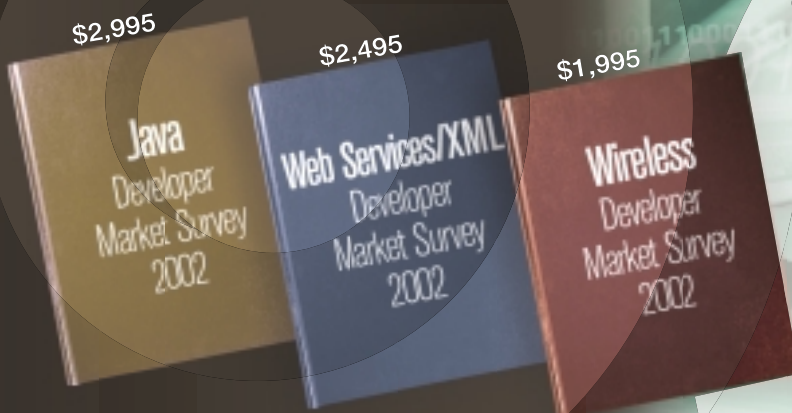 $2,995
Java
Developer
Market Survey
2002
$2,495
Web Services/XML
Developer
Market Survey
2002
$1,995
Wireless
Developer
Market Survey
2002